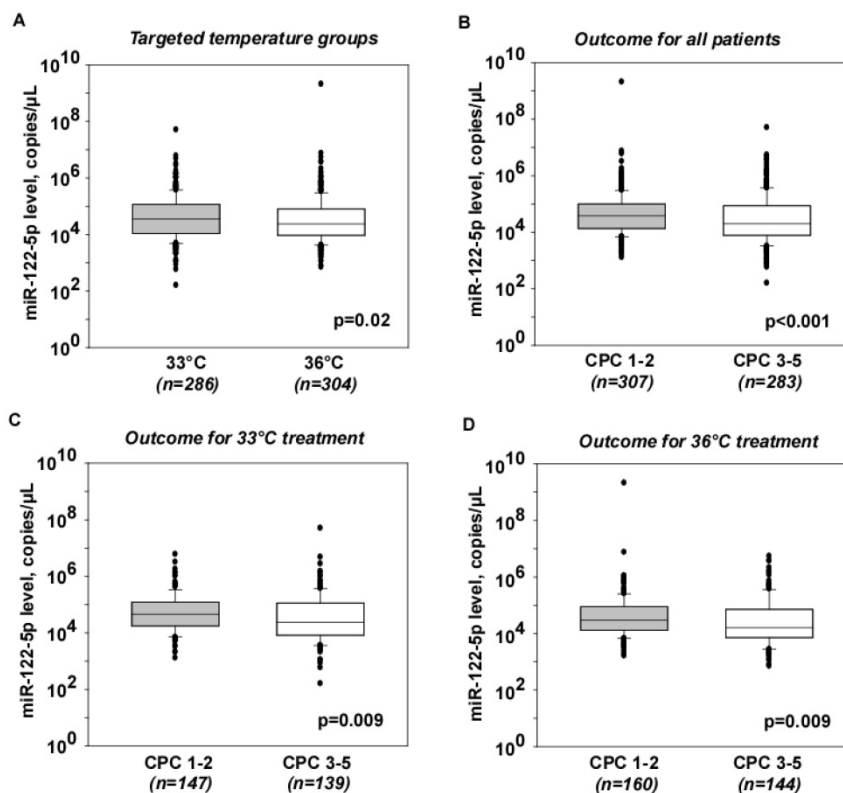 A
Targeted temperature groups
miR-122-5p level, copies/µL
10^10
10^8
10^6
10^4
10^2
10^0
p=0.02
33°C
(n=286)
36°C
(n=304)
B
Outcome for all patients
miR-122-5p level, copies/µL
10^10
10^8
10^6
10^4
10^2
10^0
p<0.001
CPC 1-2
(n=307)
CPC 3-5
(n=283)
C
Outcome for 33°C treatment
miR-122-5p level, copies/µL
10^10
10^8
10^6
10^4
10^2
10^0
p=0.009
CPC 1-2
(n=147)
CPC 3-5
(n=139)
D
Outcome for 36°C treatment
miR-122-5p level, copies/µL
10^10
10^8
10^6
10^4
10^2
10^0
p=0.009
CPC 1-2
(n=160)
CPC 3-5
(n=144)